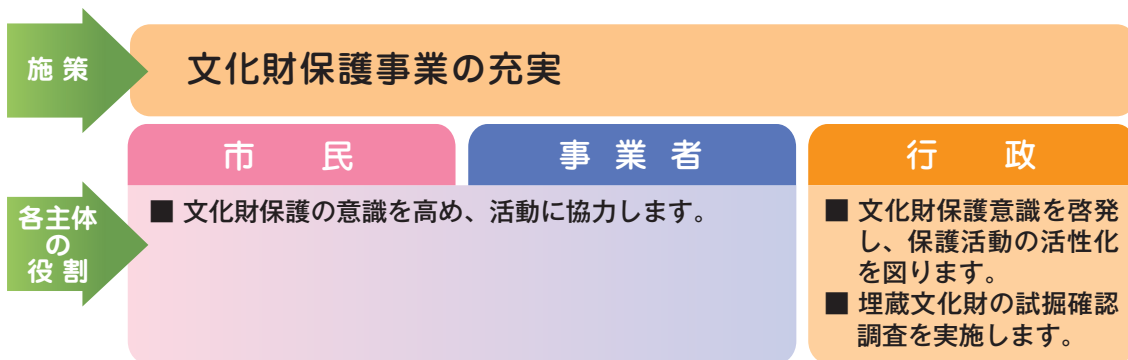 施策
文化財保護事業の充実
市民
事業者
行政
各主体
の
役割
■ 文化財保護の意識を高め、活動に協力します。
■ 文化財保護意識を啓発
し、保護活動の活性化
を図ります。
■ 埋蔵文化財の試掘確認
調査を実施します。